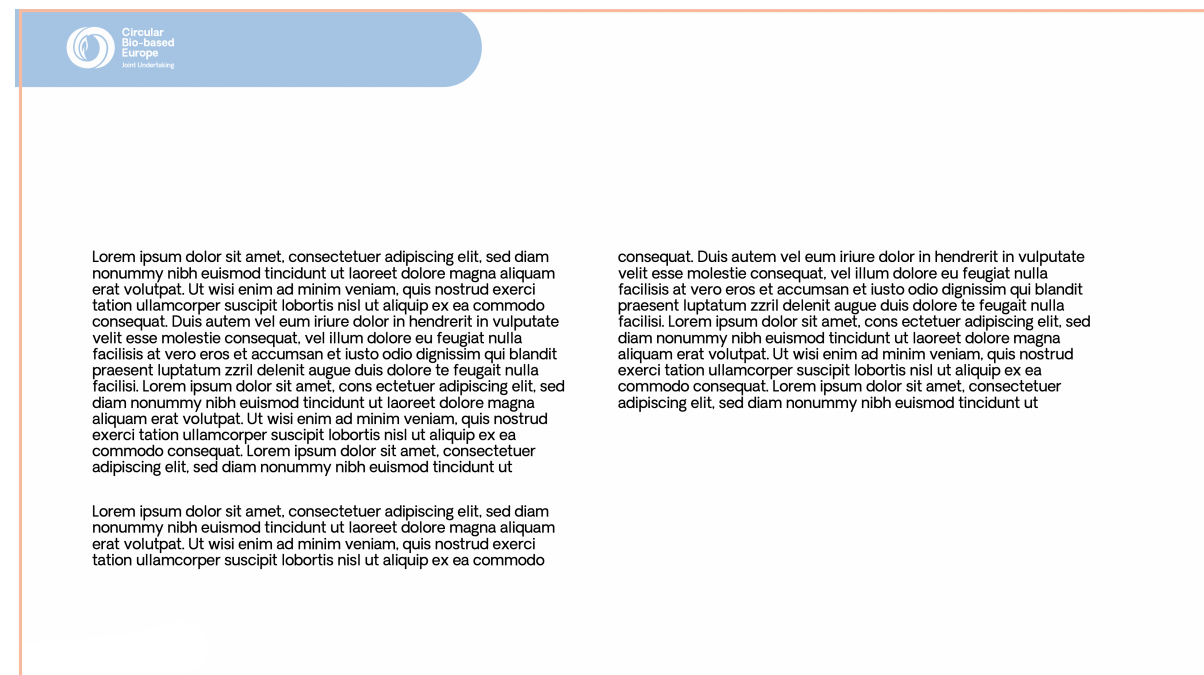 Circular
Bio-based
Europe
Joint Undertaking
Lorem ipsum dolor sit amet, consectetuer adipiscing elit, sed diam
nonummy nibh euismod tincidunt ut laoreet dolore magna aliquam
erat volutpat. Ut wisi enim ad minim veniam, quis nostrud exerci
tation ullamcorper suscipit lobortis nisl ut aliquip ex ea commodo
consequat. Duis autem vel eum iriure dolor in hendrerit in vulputate
velit esse molestie consequat, vel illum dolore eu feugiat nulla
facilisis at vero eros et accumsan et iusto odio dignissim qui blandit
praesent luptatum zzril delenit augue duis dolore te feugait nulla
facilisi. Lorem ipsum dolor sit amet, cons ectetuer adipiscing elit, sed
diam nonummy nibh euismod tincidunt ut laoreet dolore magna
aliquam erat volutpat. Ut wisi enim ad minim veniam, quis nostrud
exerci tation ullamcorper suscipit lobortis nisl ut aliquip ex ea
commodo consequat. Lorem ipsum dolor sit amet, consectetuer
adipiscing elit, sed diam nonummy nibh euismod tincidunt ut
Lorem ipsum dolor sit amet, consectetuer adipiscing elit, sed diam
nonummy nibh euismod tincidunt ut laoreet dolore magna aliquam
erat volutpat. Ut wisi enim ad minim veniam, quis nostrud exerci
tation ullamcorper suscipit lobortis nisl ut aliquip ex ea commodo
consequat. Duis autem vel eum iriure dolor in hendrerit in vulputate
velit esse molestie consequat, vel illum dolore eu feugiat nulla
facilisis at vero eros et accumsan et iusto odio dignissim qui blandit
praesent luptatum zzril delenit augue duis dolore te feugait nulla
facilisi. Lorem ipsum dolor sit amet, cons ectetuer adipiscing elit, sed
diam nonummy nibh euismod tincidunt ut laoreet dolore magna
aliquam erat volutpat. Ut wisi enim ad minim veniam, quis nostrud
exerci tation ullamcorper suscipit lobortis nisl ut aliquip ex ea
commodo consequat. Lorem ipsum dolor sit amet, consectetuer
adipiscing elit, sed diam nonummy nibh euismod tincidunt ut